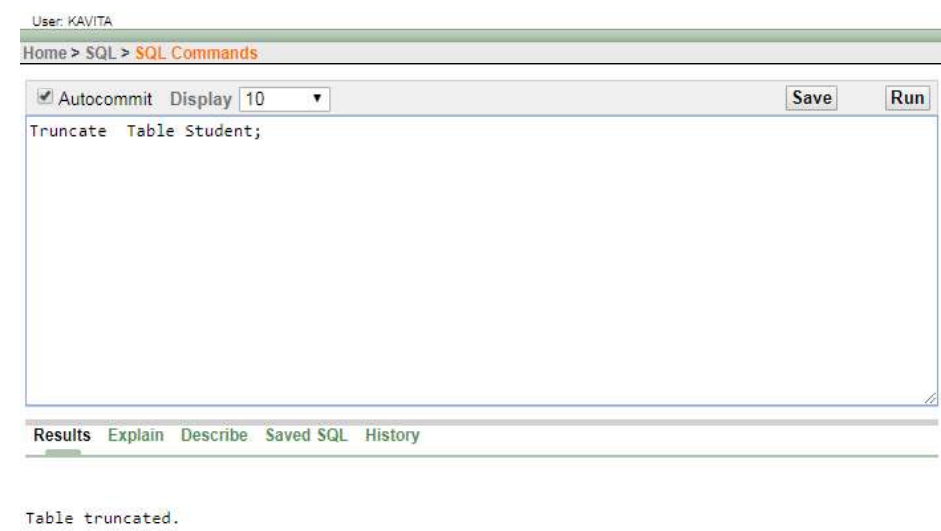 User: KAVITA
Home > SQL > SQL Commands
Autocommit Display 10 Save Run
Truncate  Table Student;
Results Explain Describe Saved SQL History
Table truncated.